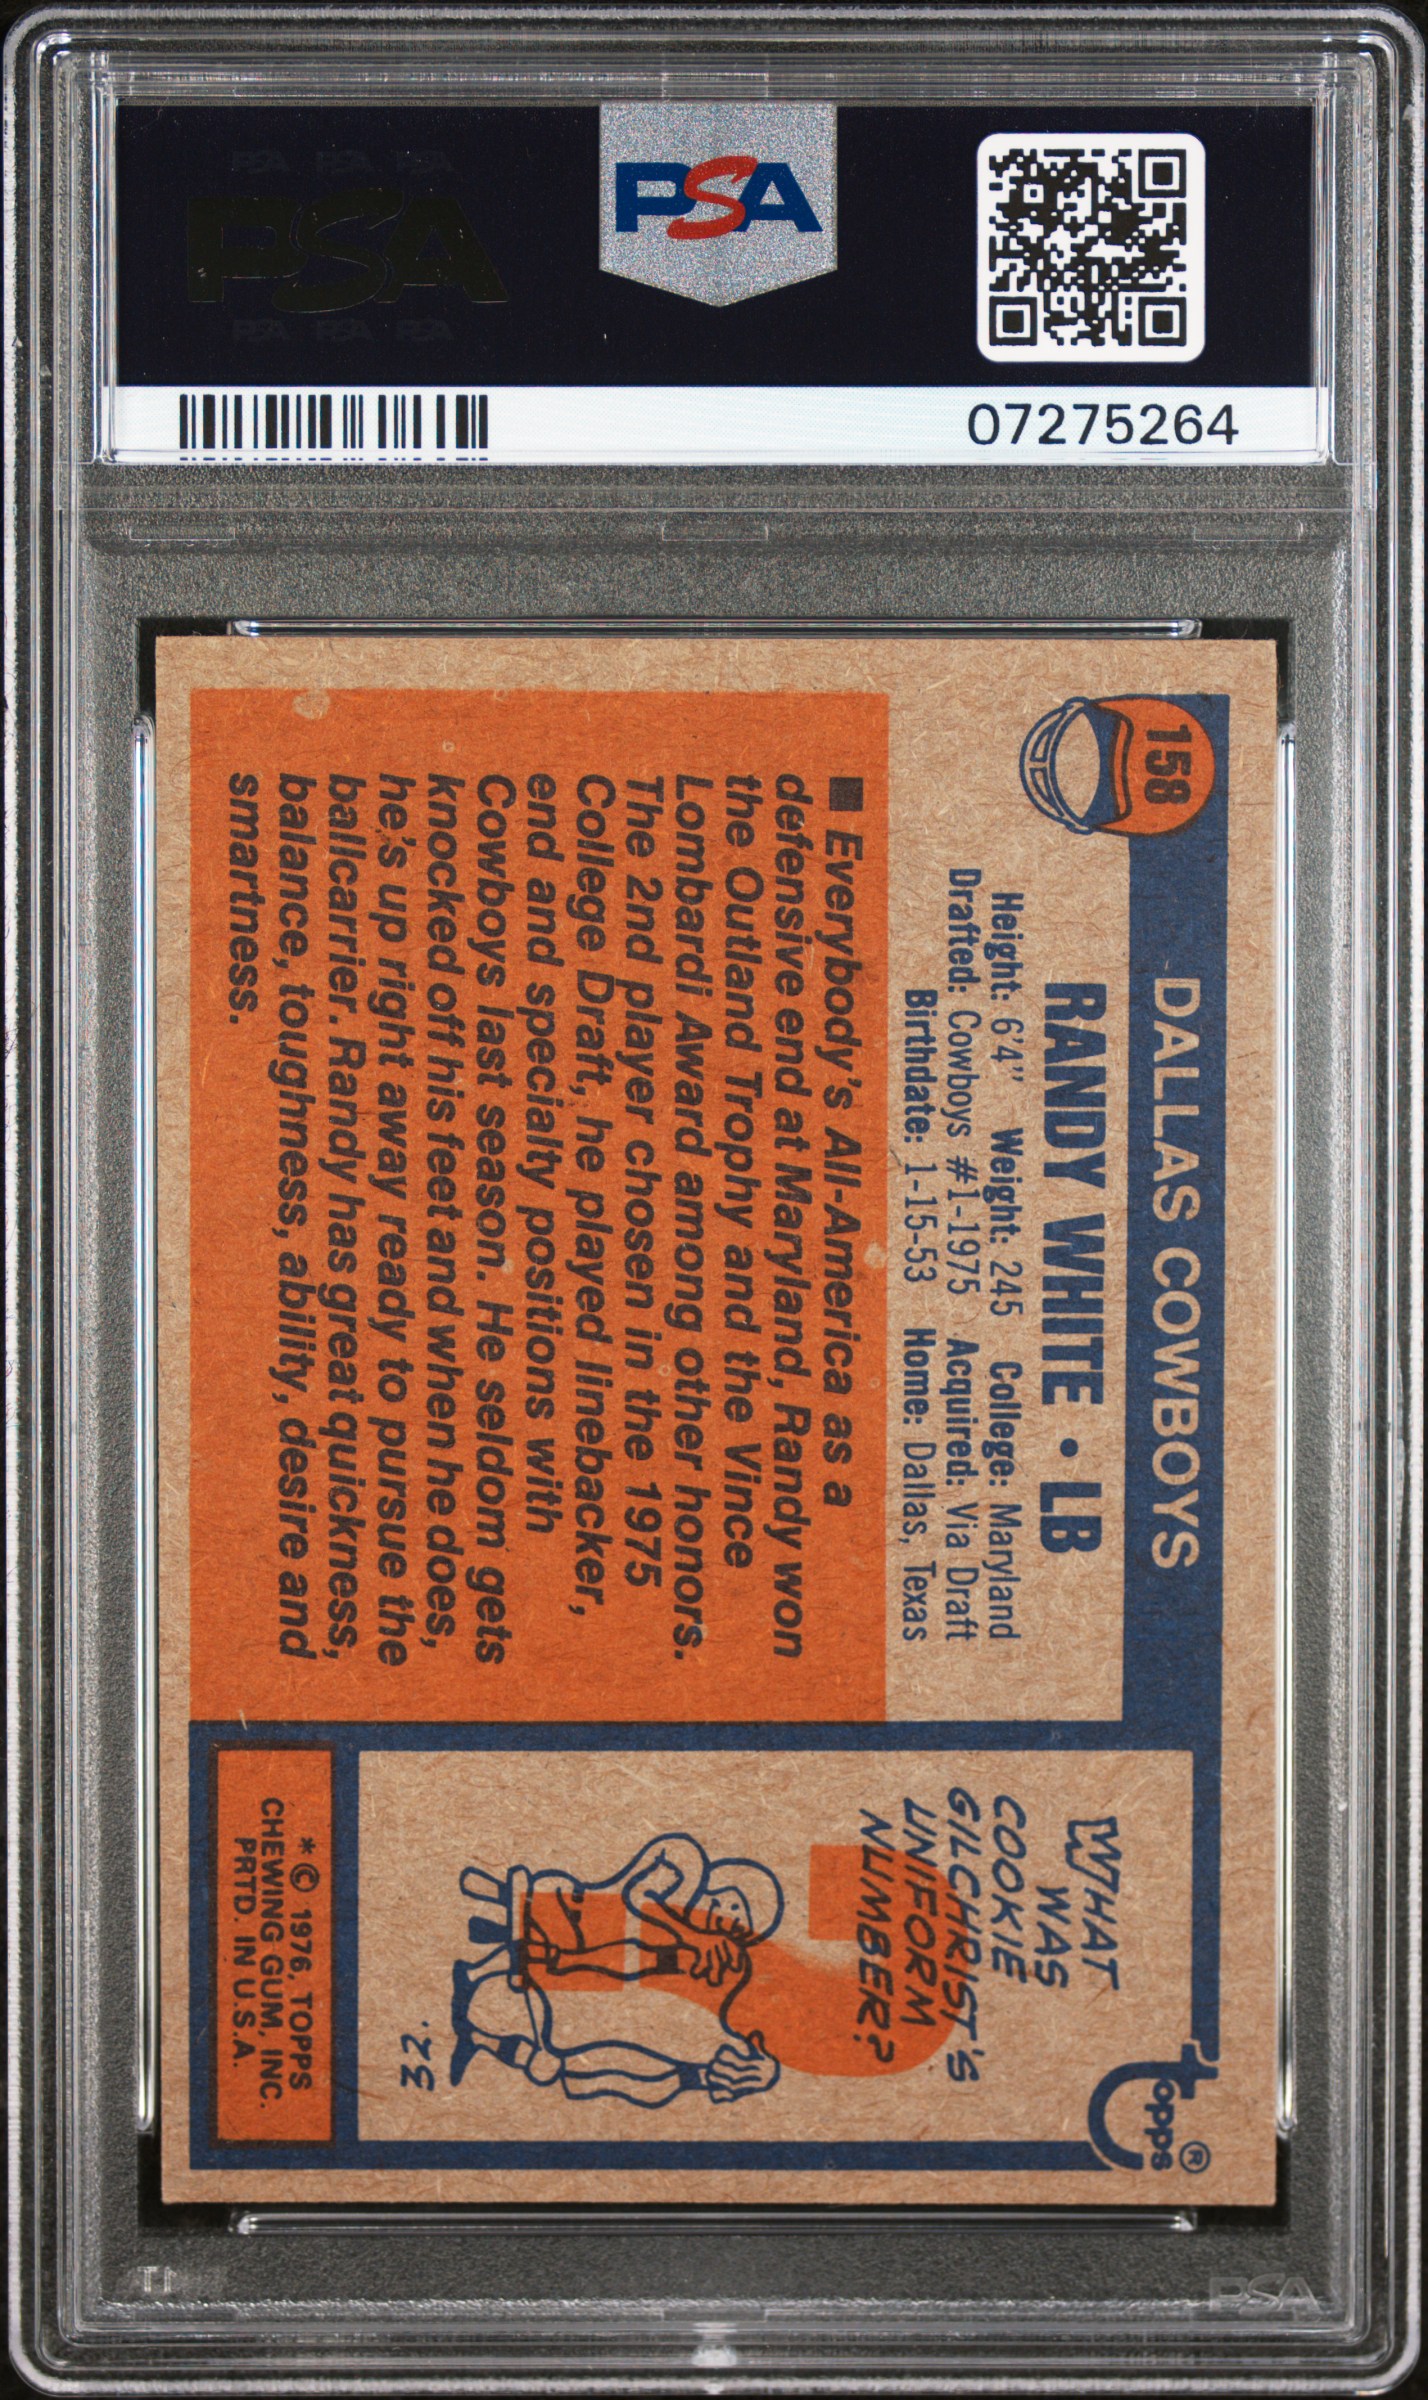 PSA PSA PSA
PSA
PSA PSA PSA
PSA
07275264
158
DALLAS COWBOYS
RANDY WHITE • LB
Height: 6'4" Weight: 245 College: Maryland
Drafted: Cowboys #1-1975 Acquired: Via Draft
Birthdate: 1-15-53 Home: Dallas, Texas
■ Everybody's All-America as a
defensive end at Maryland, Randy won
the Outland Trophy and the Vince
Lombardi Award among other honors.
The 2nd player chosen in the 1975
College Draft, he played linebacker,
end and specialty positions with
Cowboys last season. He seldom gets
knocked off his feet and when he does,
he's up right away ready to pursue the
ballcarrier. Randy has great quickness,
balance, toughness, ability, desire and
smartness.
topps®
WHAT
WAS
COOKIE
GILCHRIST'S
UNIFORM
NUMBER?
32.
*© 1976, TOPPS
CHEWING GUM, INC.
PRTD. IN U.S.A.
PSA